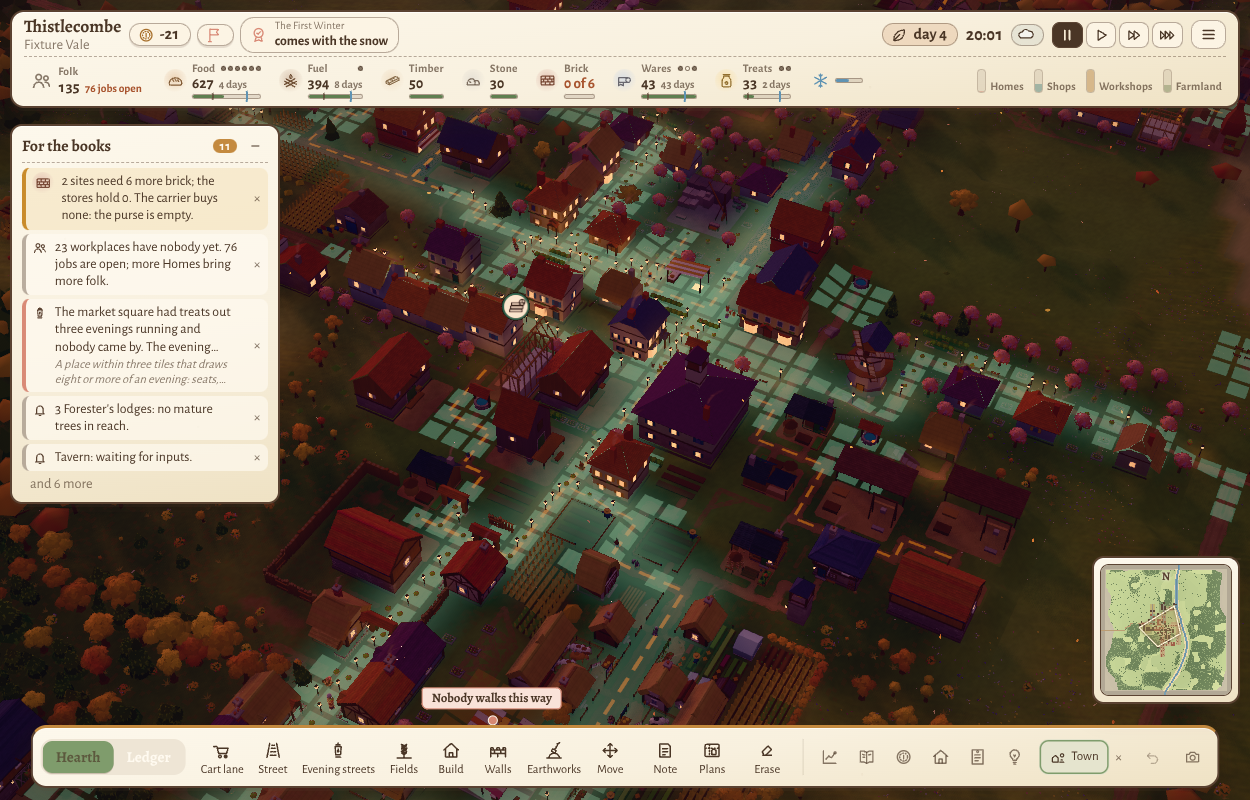 Thistlecombe
Fixture Vale
-21
The First Winter
comes with the snow
day 4
20:01
Folk
135 76 jobs open
Food
627 4 days
Fuel
394 8 days
Timber
50
Stone
30
Brick
0 of 6
Wares
43 43 days
Treats
33 2 days
Homes
Shops
Workshops
Farmland
For the books
11
2 sites need 6 more brick; the
stores hold 0. The carrier buys
none: the purse is empty.
23 workplaces have nobody yet. 76
jobs are open; more Homes bring
more folk.
The market square had treats out
three evenings running and
nobody came by. The evening...
A place within three tiles that draws
eight or more of an evening: seats,...
3 Forester's lodges: no mature
trees in reach.
Tavern: waiting for inputs.
and 6 more
N
Nobody walks this way
Hearth
Ledger
Cart lane
Street
Evening streets
Fields
Build
Walls
Earthworks
Move
Note
Plans
Erase
Town